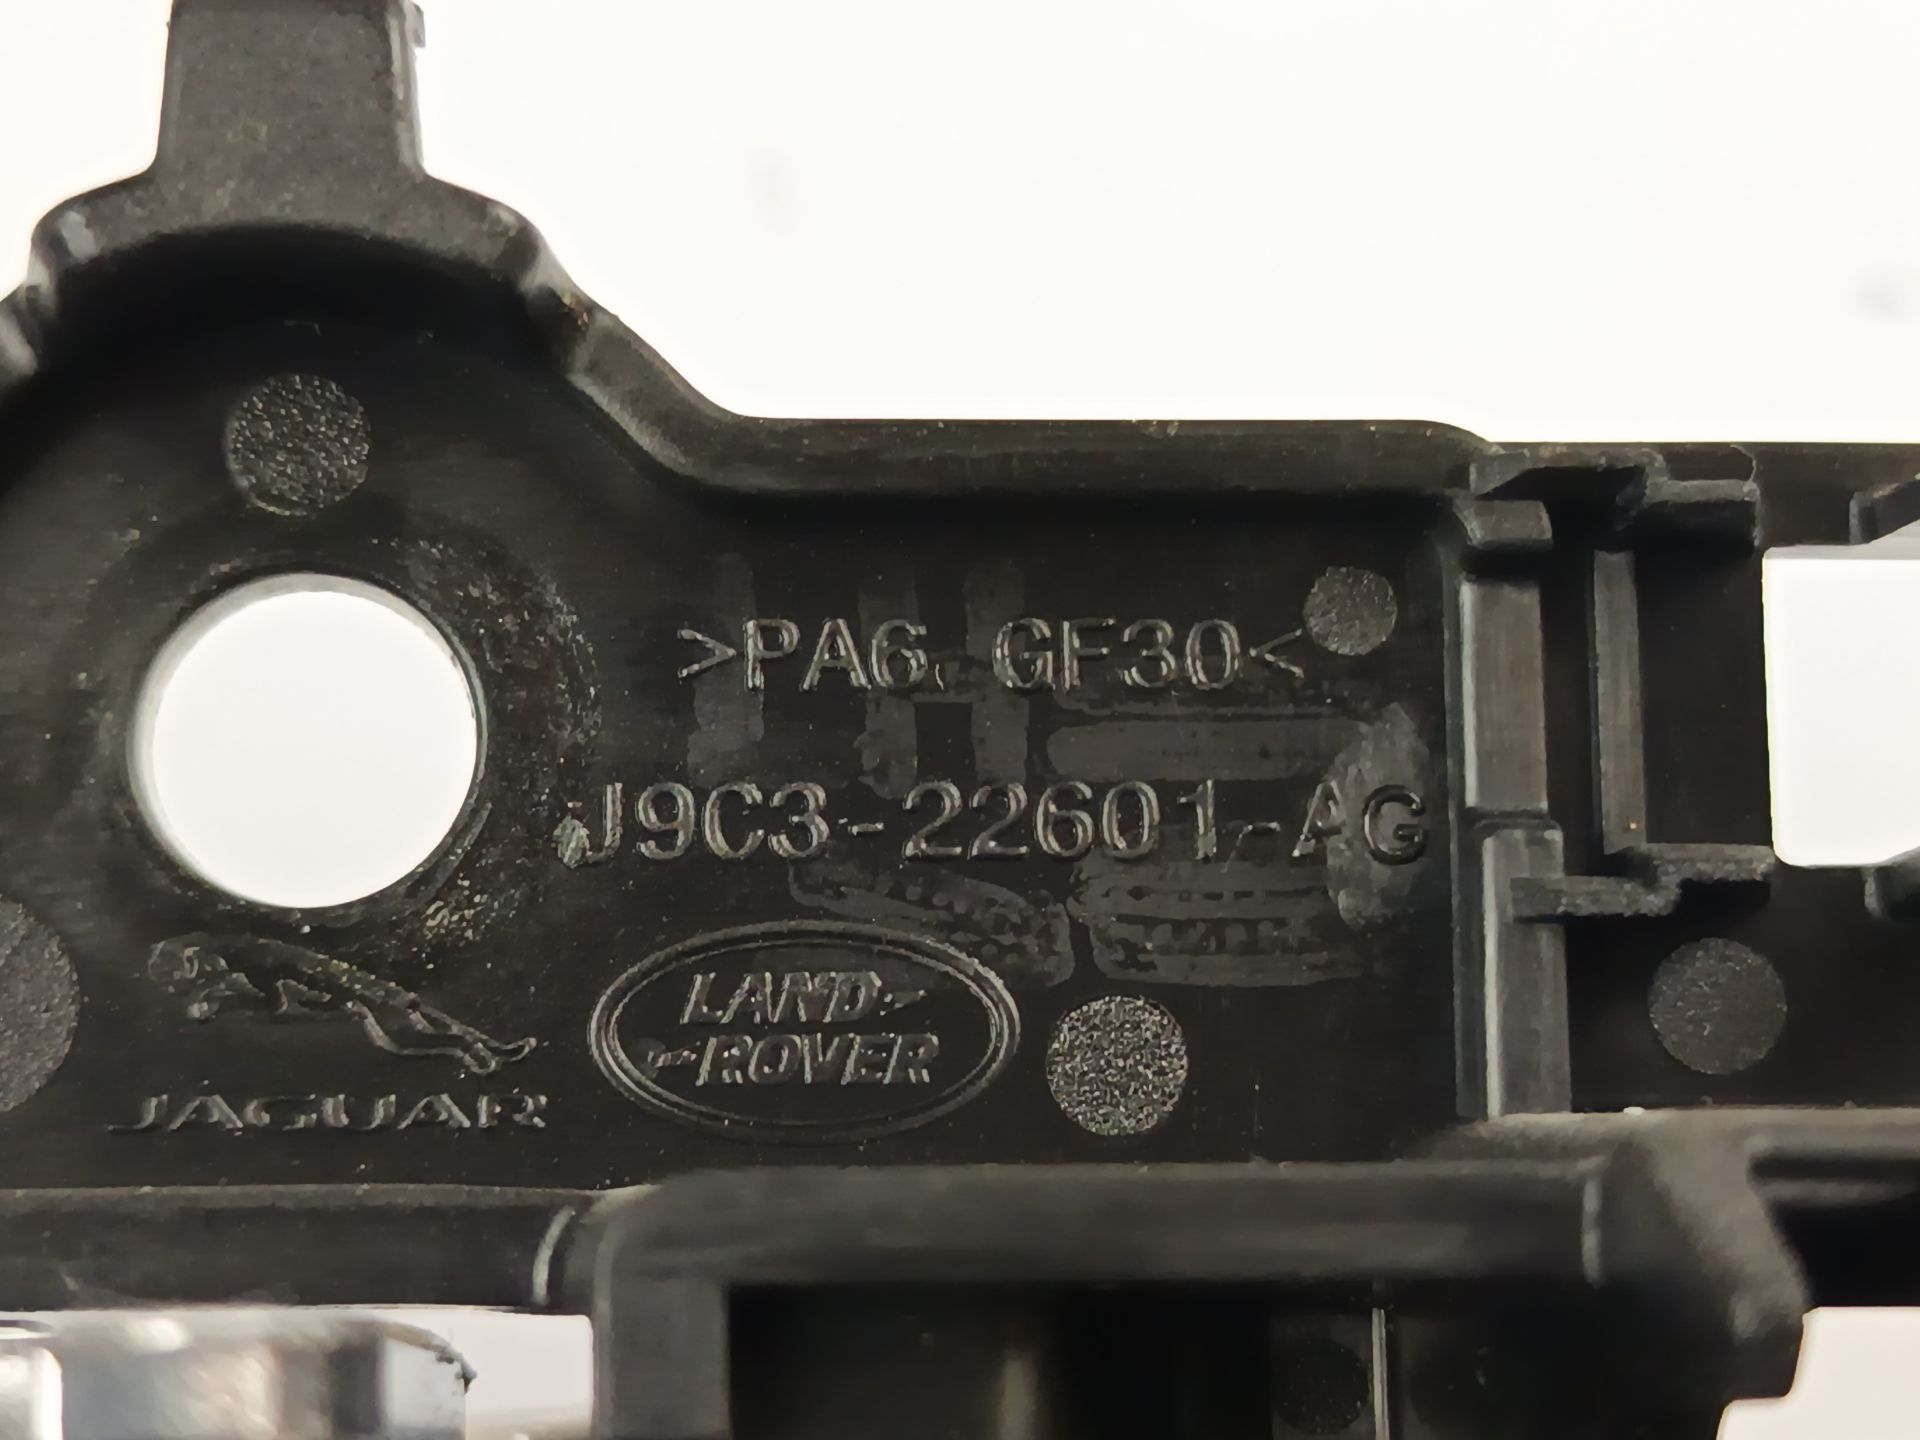 >PA6 GF30<
J9C3-22601-AG
LAND-
-ROVER
JAGUAR